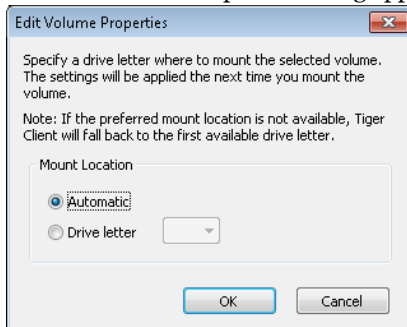 Edit Volume Properties
Specify a drive letter where to mount the selected volume.
The settings will be applied the next time you mount the
volume.
Note: If the preferred mount location is not available, Tiger
Client will fall back to the first available drive letter.
Mount Location
Automatic
Drive letter
OK
Cancel